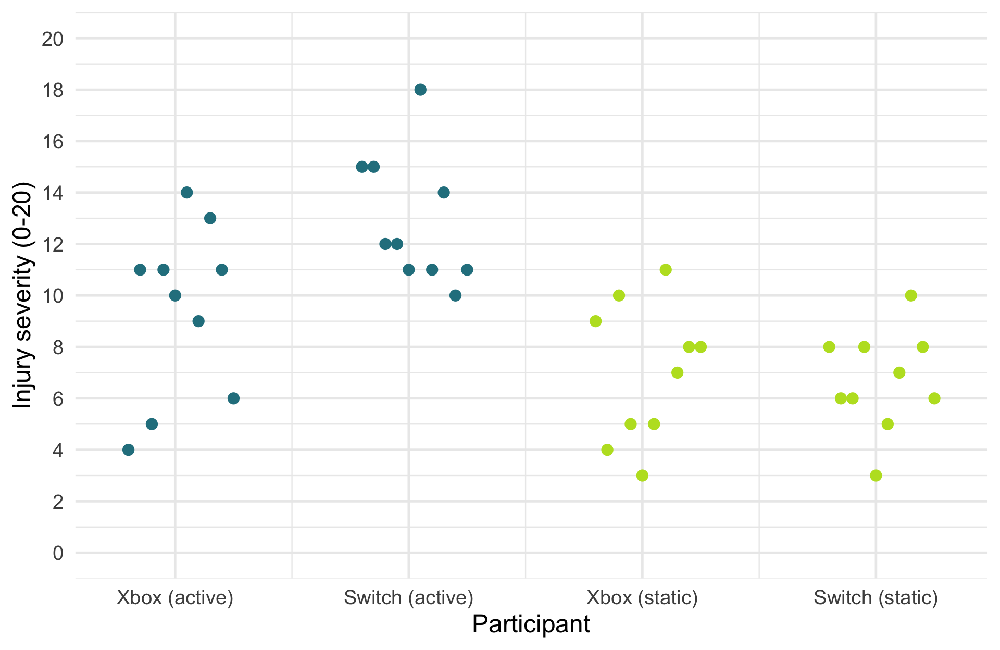 Injury severity (0-20)
20
18
16
14
12
10
8
6
4
2
0
Xbox (active)
Switch (active)
Xbox (static)
Switch (static)
Participant